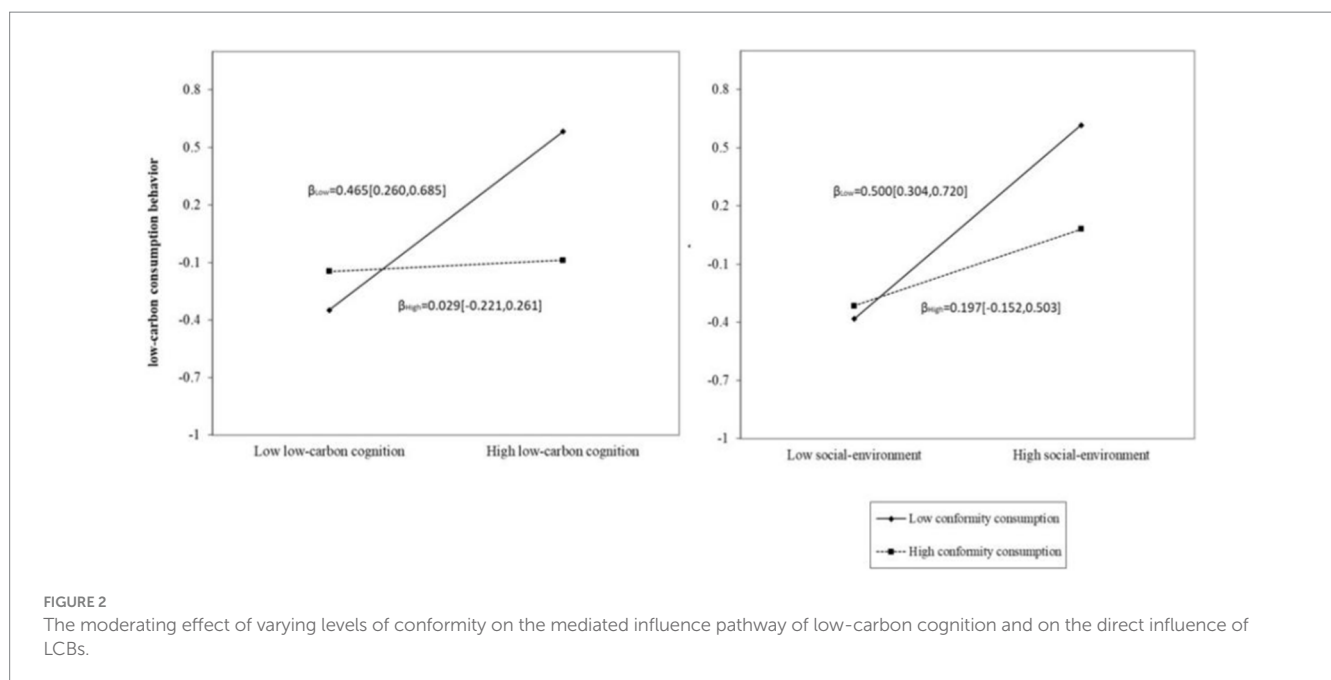 0.8
0.5
0.2
-0.1
-0.4
-0.7
-1
low-carbon consumption behavior
βLow=0.465[0.260,0.685]
βHigh=0.029[-0.221,0.261]
Low low-carbon cognition High low-carbon cognition
0.8
0.5
0.2
-0.1
-0.4
-0.7
-1
βLow=0.500[0.304,0.720]
βHigh=0.197[-0.152,0.503]
Low social-environment High social-environment
Low conformity consumption
High conformity consumption
FIGURE 2
The moderating effect of varying levels of conformity on the mediated influence pathway of low-carbon cognition and on the direct influence of
LCBs.